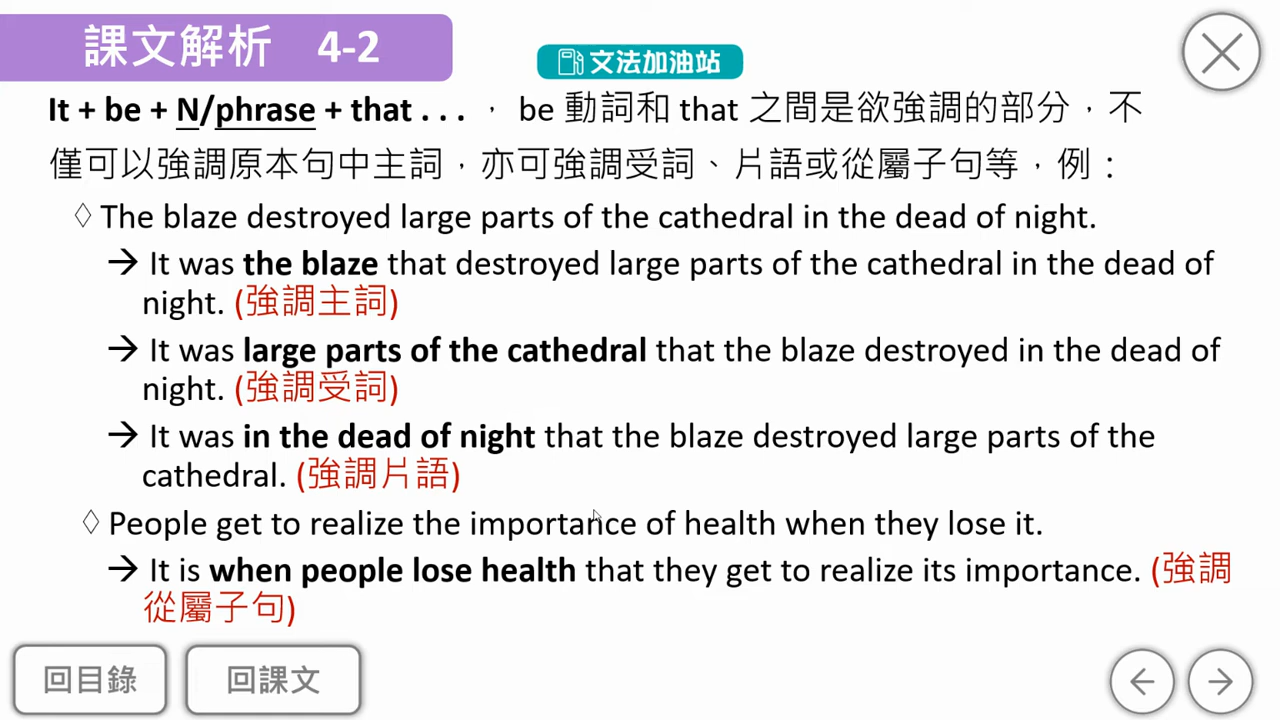 課文解析 4-2
文法加油站
It + be + N/phrase + that . . . ， be 動詞和 that 之間是欲強調的部分，不
僅可以強調原本句中主詞，亦可強調受詞、片語或從屬子句等，例：
◊ The blaze destroyed large parts of the cathedral in the dead of night.
→ It was the blaze that destroyed large parts of the cathedral in the dead of
night. (強調主詞)
→ It was large parts of the cathedral that the blaze destroyed in the dead of
night. (強調受詞)
→ It was in the dead of night that the blaze destroyed large parts of the
cathedral. (強調片語)
◊ People get to realize the importance of health when they lose it.
→ It is when people lose health that they get to realize its importance. (強調
從屬子句)
回目錄 回課文